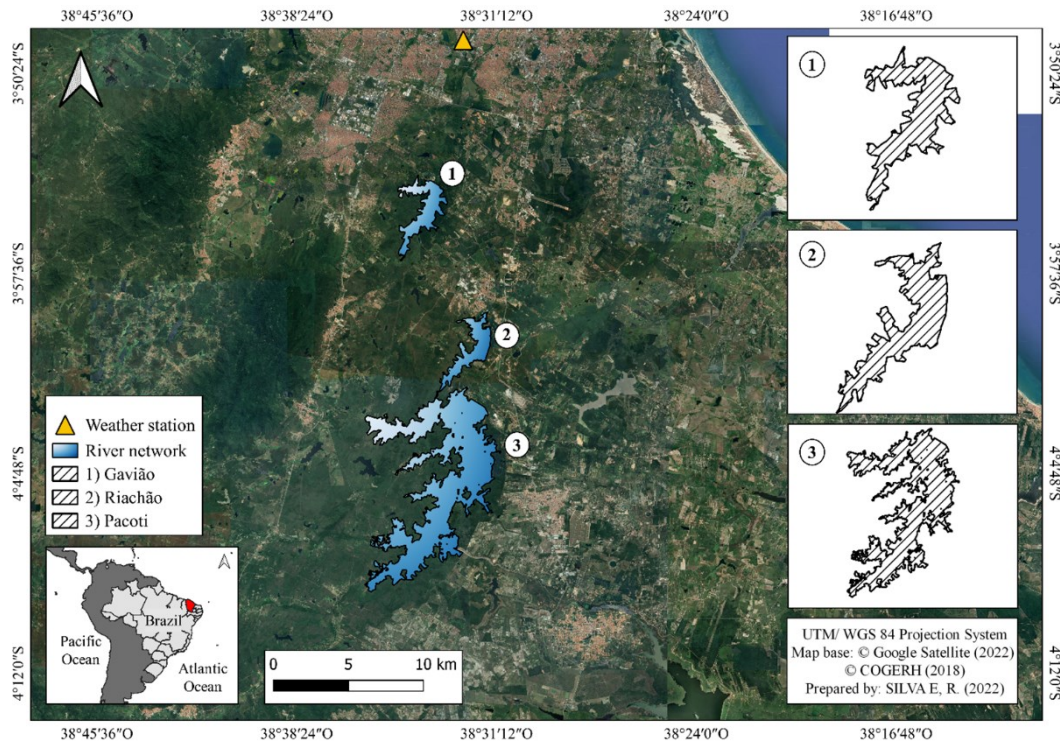 38°45'36"W
38°38'24"W
38°31'12"W
38°24'0"W
38°16'48"W
3°50'24"S
3°57'36"S
4°4'48"S
4°12'0"S
1
2
3
1
2
3
3°50'24"S
3°57'36"S
4°4'48"S
4°12'0"S
Weather station
River network
1) Gavião
2) Riachão
3) Pacoti
Brazil
Pacific
Ocean
Atlantic
Ocean
0 5 10 km
UTM/ WGS 84 Projection System
Map base: © Google Satellite (2022)
© COGERH (2018)
Prepared by: SILVA E, R. (2022)
38°45'36"W
38°38'24"W
38°31'12"W
38°24'0"W
38°16'48"W